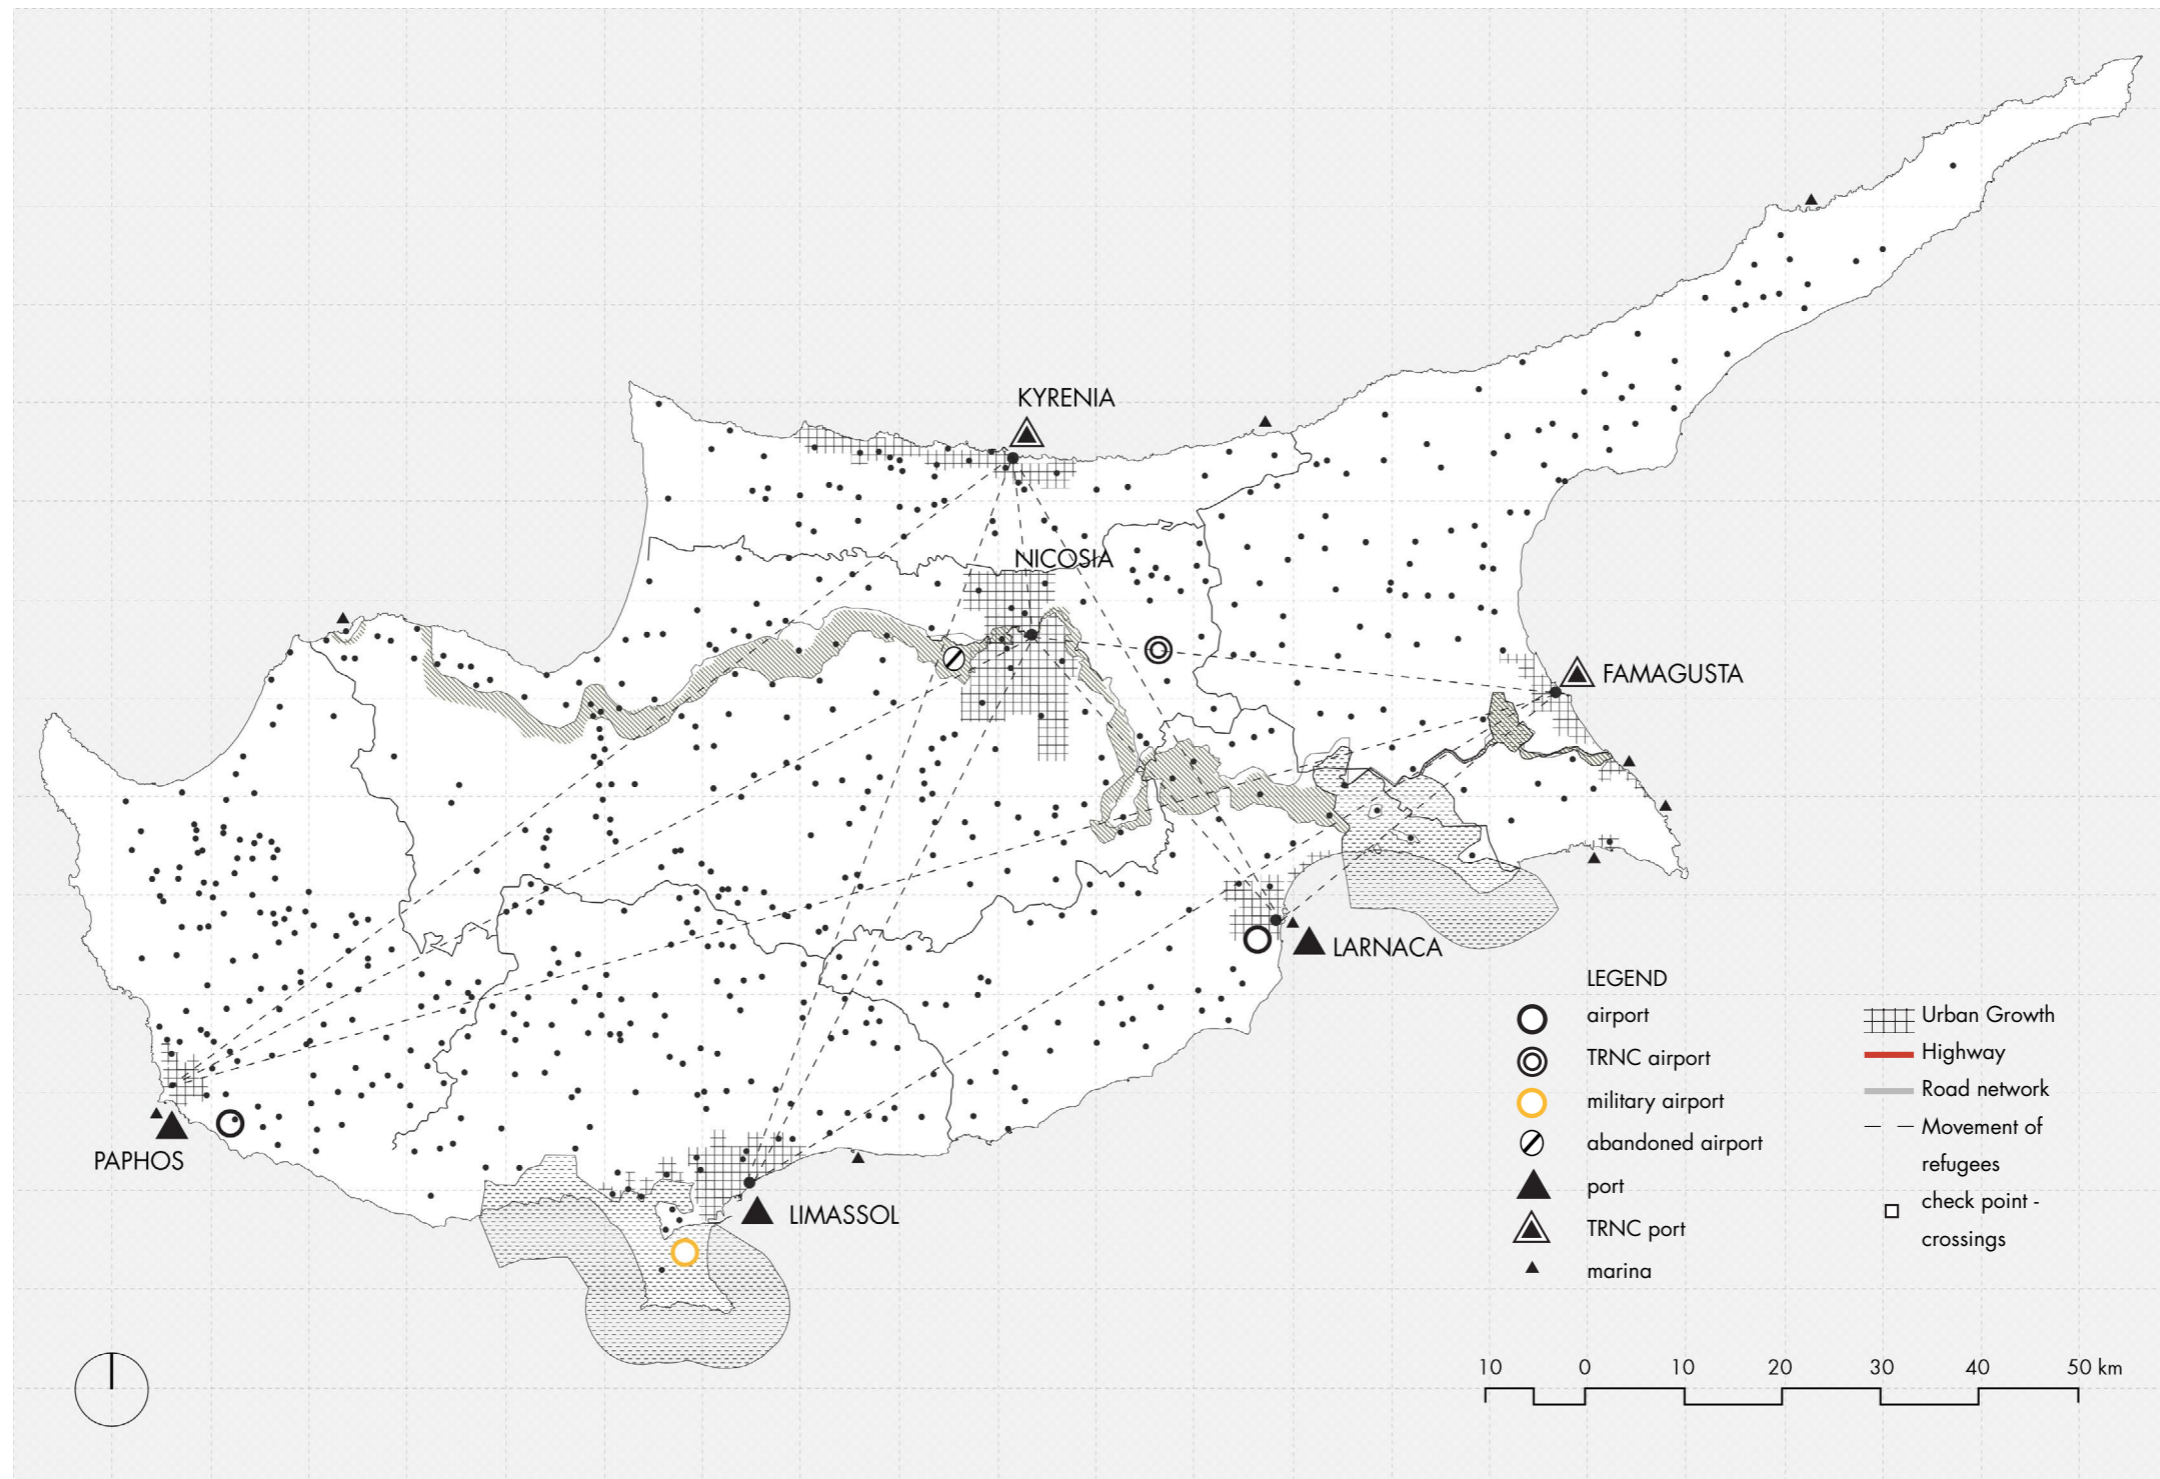 KYRENIA
NICOSIA
FAMAGUSTA
LARNACA
PAPHOS
LIMASSOL
LEGEND
airport
TRNC airport
military airport
abandoned airport
port
TRNC port
marina
Urban Growth
Highway
Road network
Movement of
refugees
check point -
crossings
10 0 10 20 30 40 50 km